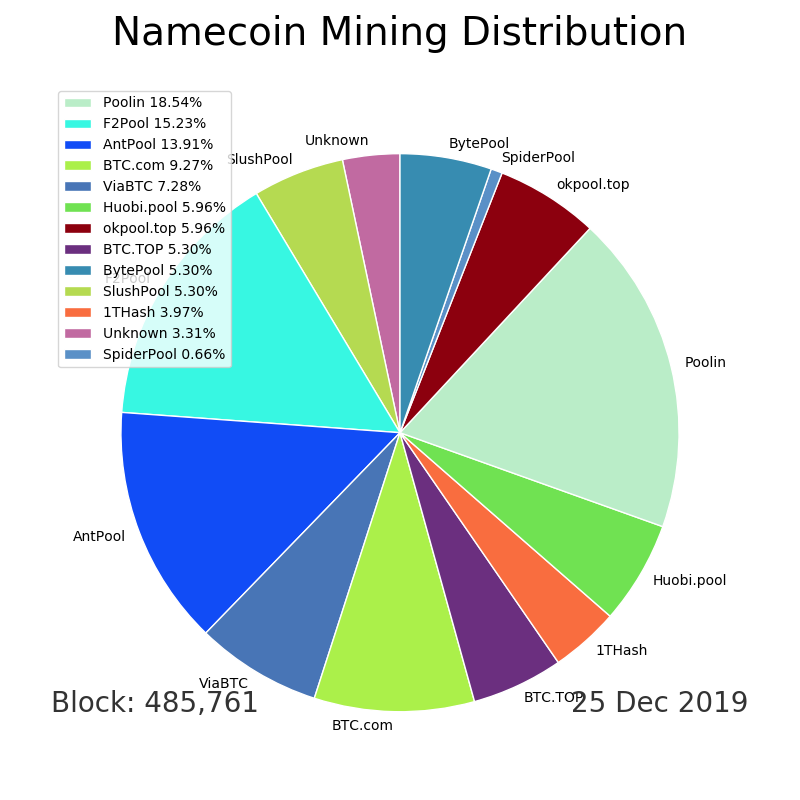 Namecoin Mining Distribution
Poolin 18.54%
F2Pool 15.23%
AntPool 13.91%
BTC.com 9.27%
ViaBTC 7.28%
Huobi.pool 5.96%
okpool.top 5.96%
BTC.TOP 5.30%
BytePool 5.30%
SlushPool 5.30%
1THash 3.97%
Unknown 3.31%
SpiderPool 0.66%
Unknown
BytePool
SpiderPool
SlushPool
okpool.top
F2Pool
Poolin
AntPool
Huobi.pool
1THash
ViaBTC
BTC.TOP
BTC.com
Block: 485,761
25 Dec 2019